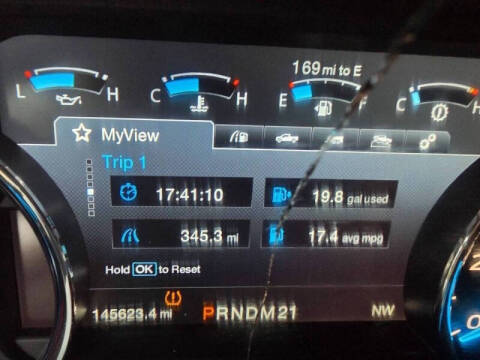 169 mi to E
L H C H E F C H
MyView
Trip 1
17:41:10 19.8 gal used
345.3 mi 17.4 avg mpg
Hold OK to Reset
145623.4 mi PRNDM21 NW